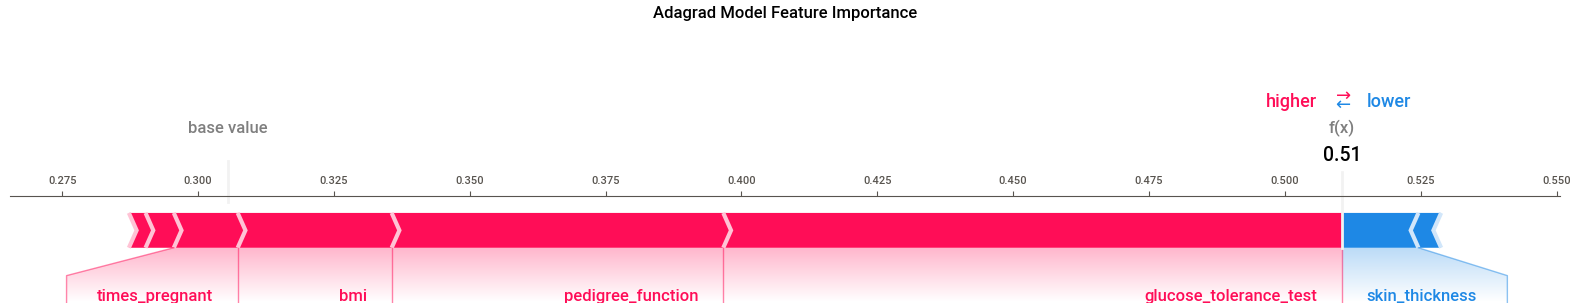 Adagrad Model Feature Importance
higher ⇄ lower
base value f(x)
0.51
0.275 0.300 0.325 0.350 0.375 0.400 0.425 0.450 0.475 0.500 0.525 0.550
times_pregnant bmi pedigree_function glucose_tolerance_test skin_thickness